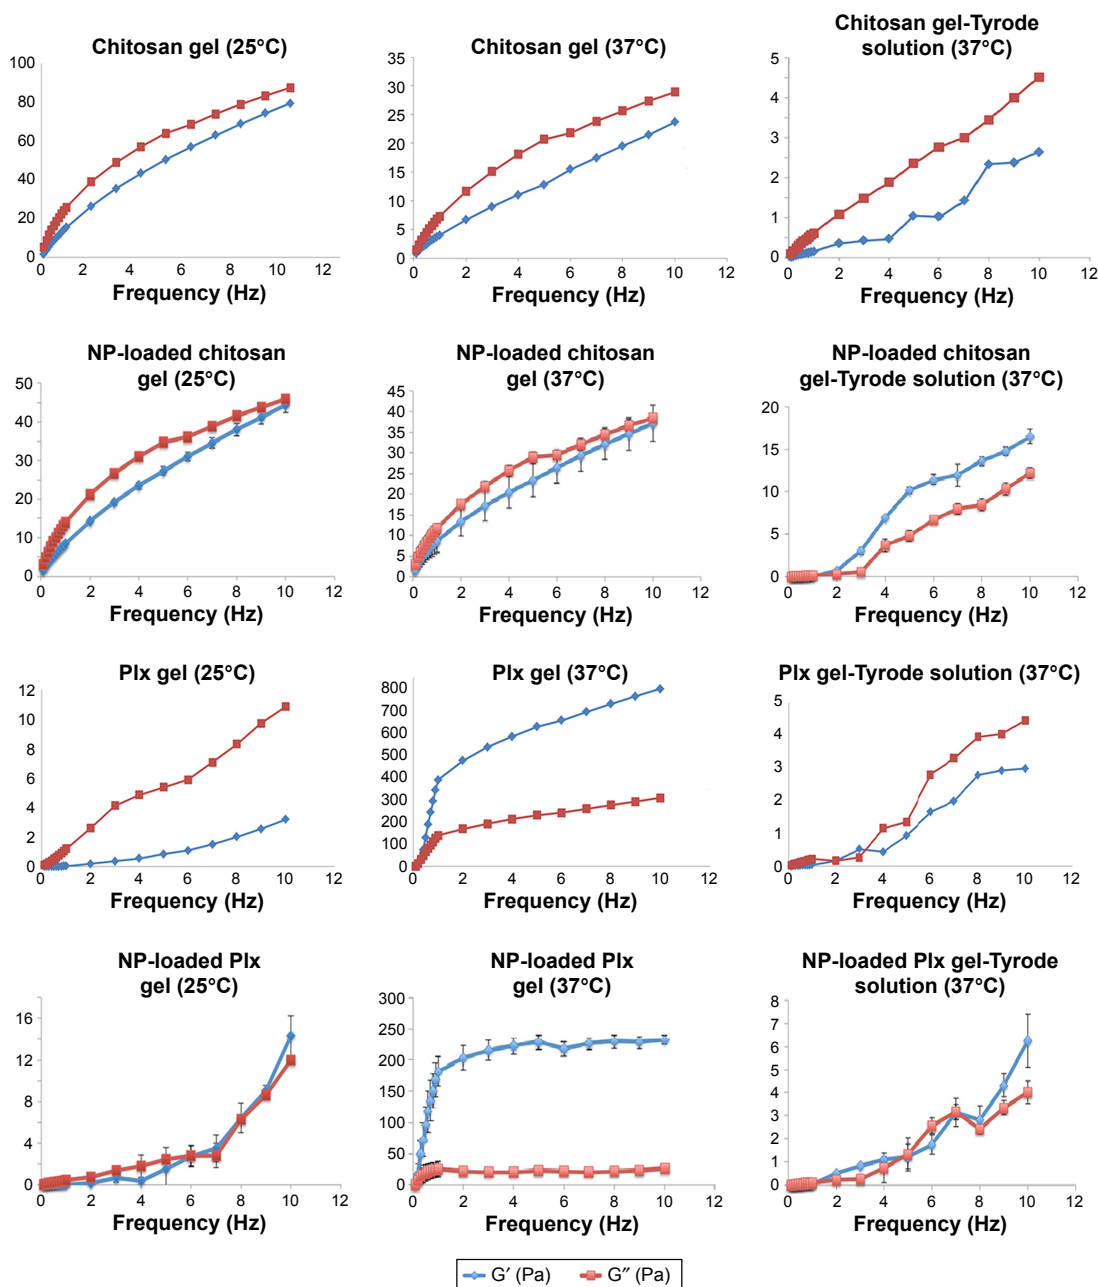 Chitosan gel (25°C)
100
80
60
40
20
0
0 2 4 6 8 10 12
Frequency (Hz)
Chitosan gel (37°C)
35
30
25
20
15
10
5
0
0 2 4 6 8 10 12
Frequency (Hz)
Chitosan gel-Tyrode
solution (37°C)
5
4
3
2
1
0
0 2 4 6 8 10 12
Frequency (Hz)
NP-loaded chitosan
gel (25°C)
50
40
30
20
10
0
0 2 4 6 8 10 12
Frequency (Hz)
NP-loaded chitosan
gel (37°C)
45
40
35
30
25
20
15
10
5
0
0 2 4 6 8 10 12
Frequency (Hz)
NP-loaded chitosan
gel-Tyrode solution (37°C)
20
15
10
5
0
0 2 4 6 8 10 12
Frequency (Hz)
Plx gel (25°C)
12
10
8
6
4
2
0
0 2 4 6 8 10 12
Frequency (Hz)
Plx gel (37°C)
800
700
600
500
400
300
200
100
0
0 2 4 6 8 10 12
Frequency (Hz)
Plx gel-Tyrode solution (37°C)
5
4
3
2
1
0
0 2 4 6 8 10 12
Frequency (Hz)
NP-loaded Plx
gel (25°C)
16
12
8
4
0
0 2 4 6 8 10 12
Frequency (Hz)
NP-loaded Plx
gel (37°C)
300
250
200
150
100
50
0
0 2 4 6 8 10 12
Frequency (Hz)
NP-loaded Plx gel-Tyrode
solution (37°C)
8
7
6
5
4
3
2
1
0
0 2 4 6 8 10 12
Frequency (Hz)
G′ (Pa) G″ (Pa)